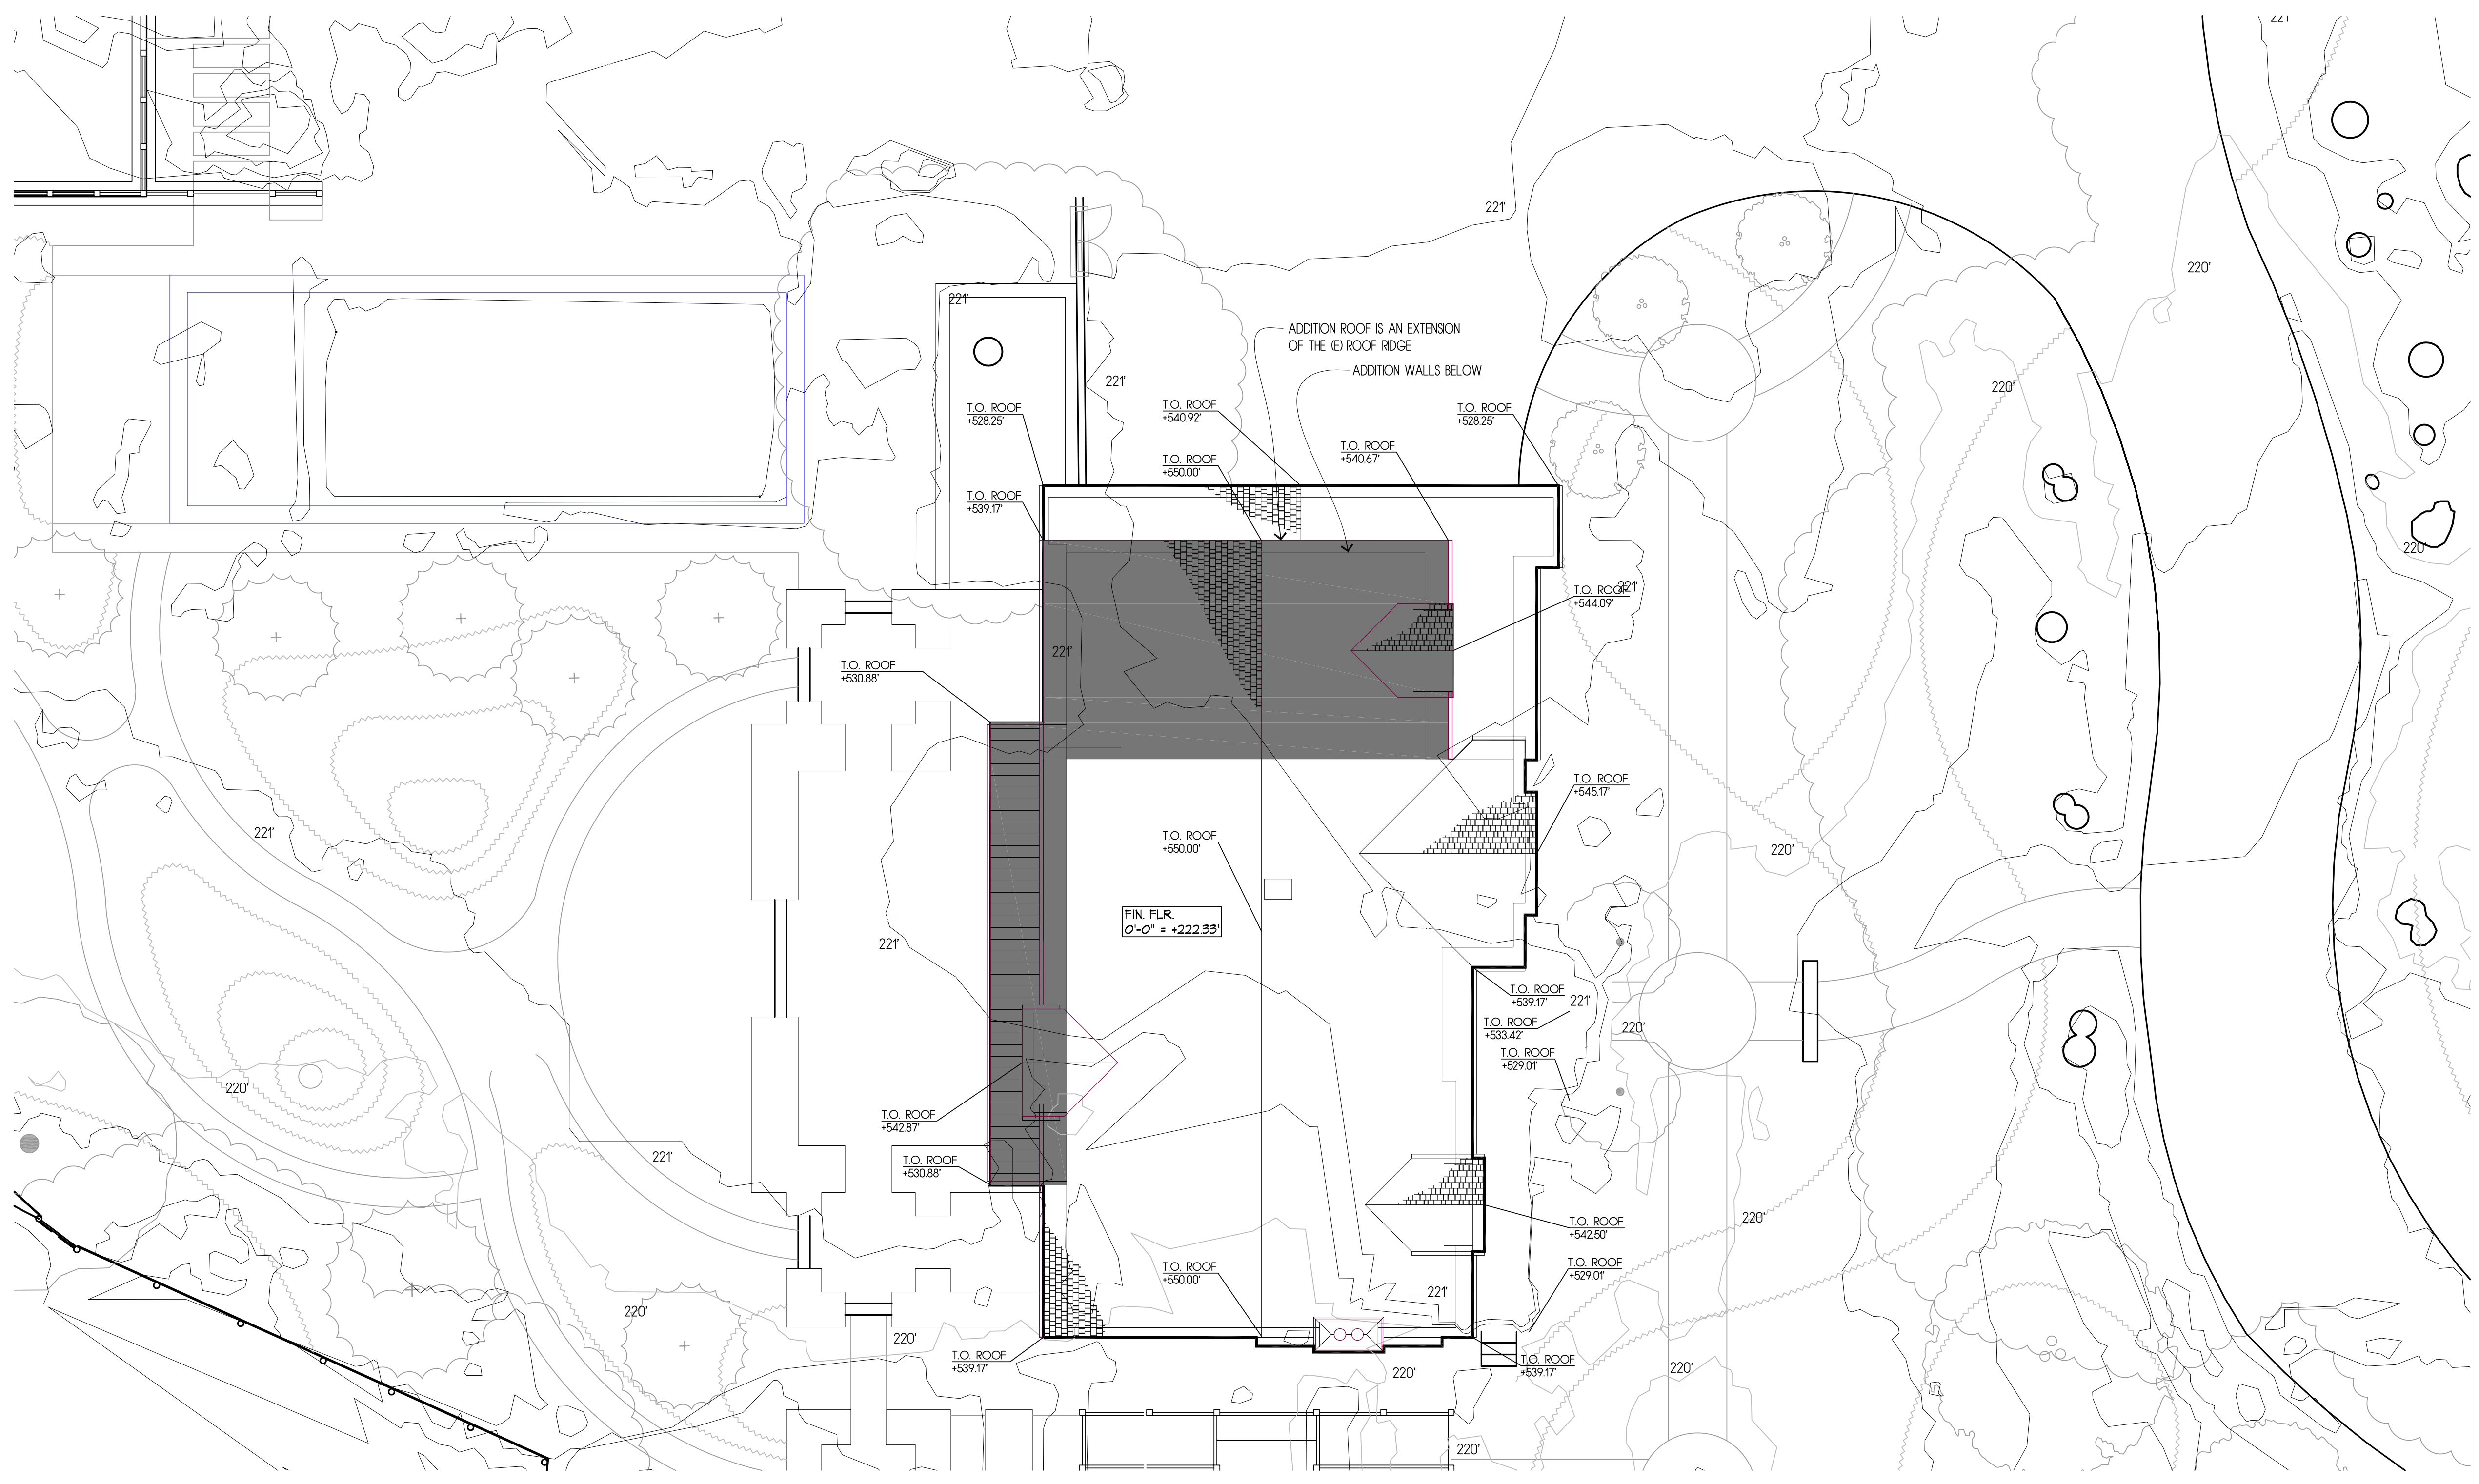 221'
221'
220'
221'
ADDITION ROOF IS AN EXTENSION
OF THE (E) ROOF RIDGE
ADDITION WALLS BELOW
221'
220'
T.O. ROOF
+528.25'
T.O. ROOF
+540.92'
T.O. ROOF
+528.25'
T.O. ROOF
+540.67'
T.O. ROOF
+550.00'
T.O. ROOF
+539.17'
220'
T.O. ROOF
+544.09'
221'
221'
T.O. ROOF
+530.88'
T.O. ROOF
+545.17'
221'
T.O. ROOF
+550.00'
220'
FIN. FLR.
0'-0" = +222.33'
221'
T.O. ROOF
+539.17'
221'
T.O. ROOF
+533.42'
220'
T.O. ROOF
+529.01'
220'
T.O. ROOF
+542.87'
221'
T.O. ROOF
+530.88'
220'
T.O. ROOF
+542.50'
T.O. ROOF
+550.00'
T.O. ROOF
+529.01'
221'
220'
220'
T.O. ROOF
+539.17'
T.O. ROOF
+539.17'
220'
220'
220'
221'